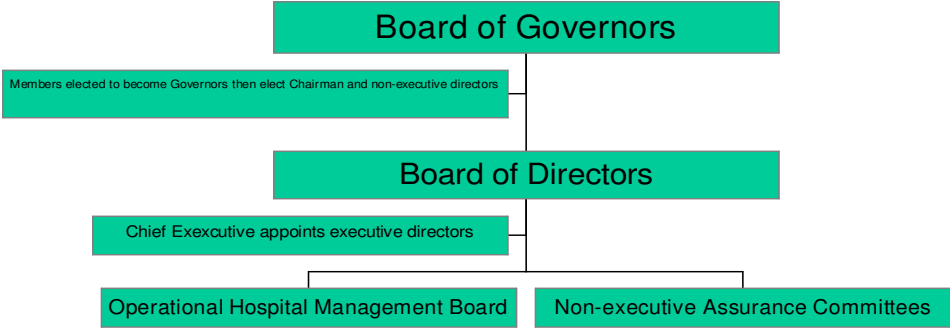 Board of Governors
Members elected to become Governors then elect Chairman and non-executive directors
Board of Directors
Chief Exexcutive appoints executive directors
Operational Hospital Management Board
Non-executive Assurance Committees